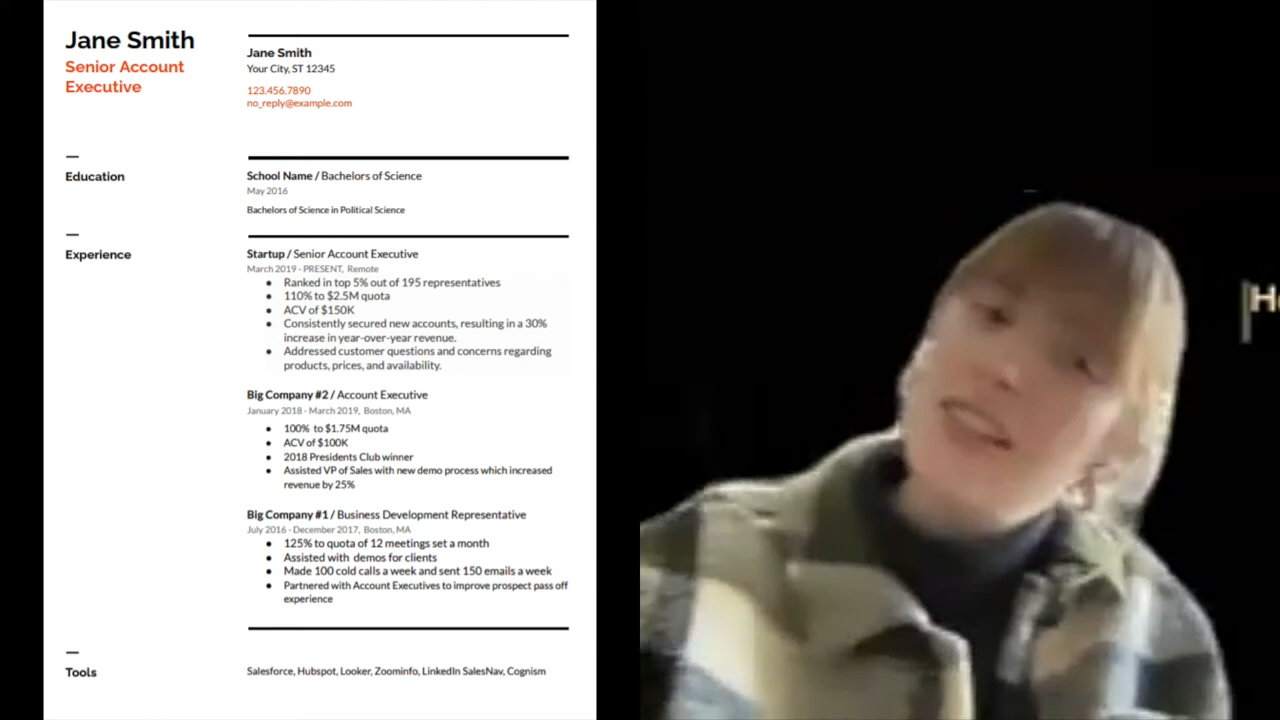 Jane Smith
Senior Account
Executive
Jane Smith
Your City, ST 12345
123.456.7890
no_reply@example.com
—
Education
School Name / Bachelors of Science
May 2016
Bachelors of Science in Political Science
—
Experience
Startup / Senior Account Executive
March 2019 - PRESENT, Remote
● Ranked in top 5% out of 195 representatives
● 110% to $2.5M quota
● ACV of $150K
● Consistently secured new accounts, resulting in a 30%
increase in year-over-year revenue.
● Addressed customer questions and concerns regarding
products, prices, and availability.
Big Company #2 / Account Executive
January 2018 - March 2019, Boston, MA
● 100% to $1.75M quota
● ACV of $100K
● 2018 Presidents Club winner
● Assisted VP of Sales with new demo process which increased
revenue by 25%
Big Company #1 / Business Development Representative
July 2016 - December 2017, Boston, MA
● 125% to quota of 12 meetings set a month
● Assisted with demos for clients
● Made 100 cold calls a week and sent 150 emails a week
● Partnered with Account Executives to improve prospect pass off
experience
—
Tools
Salesforce, Hubspot, Looker, Zoominfo, LinkedIn SalesNav, Cognism